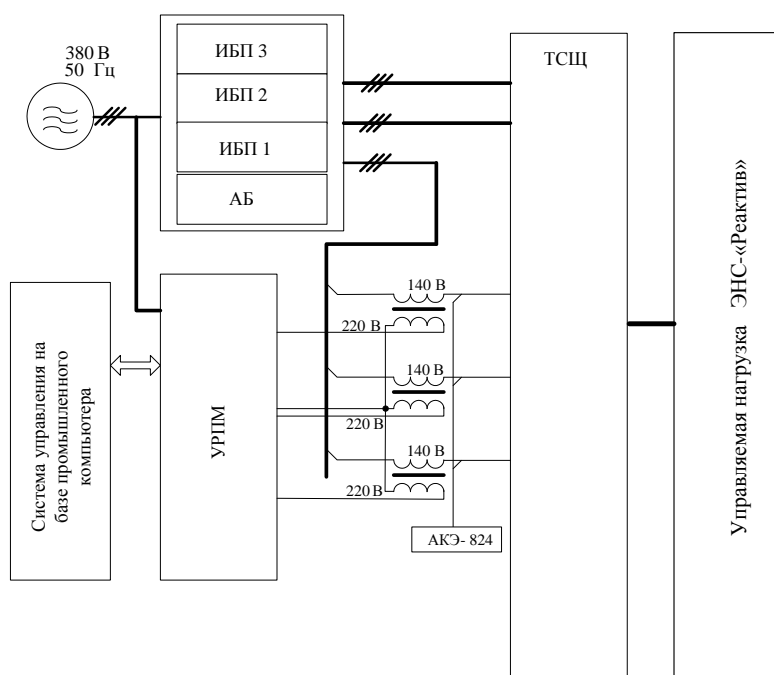 380 В
50 Гц
ИБП 3
ИБП 2
ИБП 1
АБ
ТСЩ
Управляемая нагрузка ЭНС-«Реактив»
Система управления на
базе промышленного
компьютера
УРПМ
140 В
220 В
140 В
220 В
140 В
220 В
АКЭ- 824